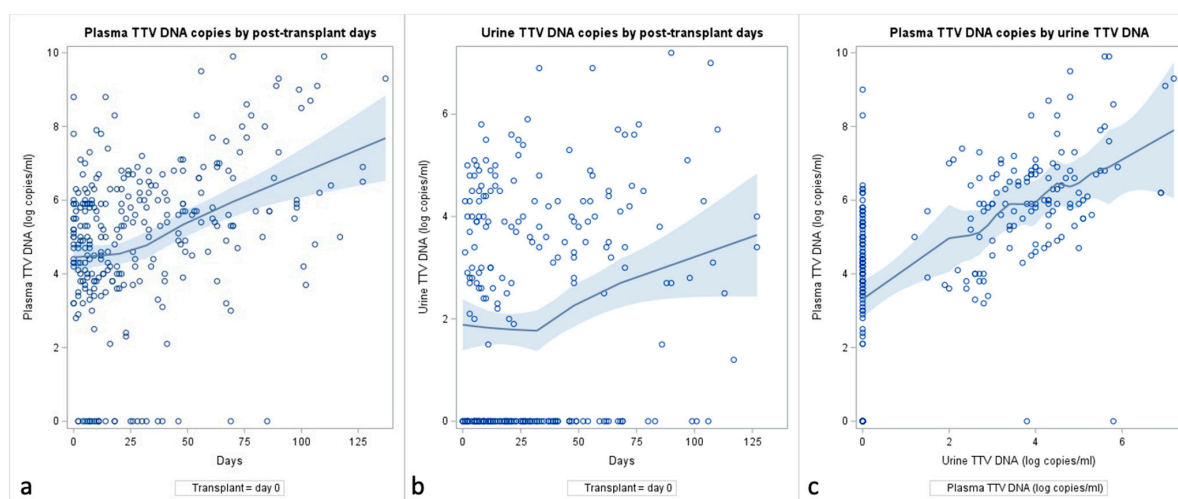 Plasma TTV DNA copies by post-transplant days
10
8
6
4
2
0
Plasma TTV DNA (log copies/ml)
0 25 50 75 100 125
Days
a
Transplant = day 0
Urine TTV DNA copies by post-transplant days
6
4
2
0
Urine TTV DNA (log copies/ml)
0 25 50 75 100 125
Days
b
Transplant = day 0
Plasma TTV DNA copies by urine TTV DNA
10
8
6
4
2
0
Plasma TTV DNA (log copies/ml)
0 2 4 6
Urine TTV DNA (log copies/ml)
c
Plasma TTV DNA (log copies/ml)